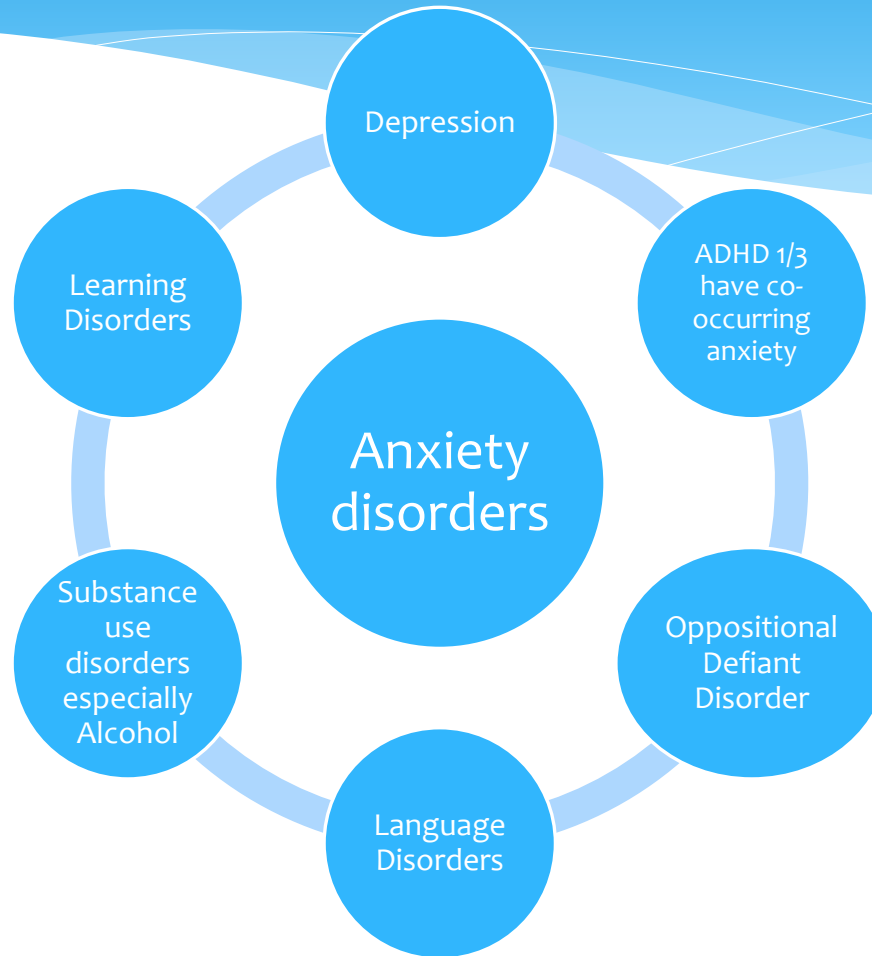 Depression
ADHD 1/3
have co-
occurring
anxiety
Learning
Disorders
Anxiety
disorders
Substance
use
disorders
especially
Alcohol
Oppositional
Defiant
Disorder
Language
Disorders